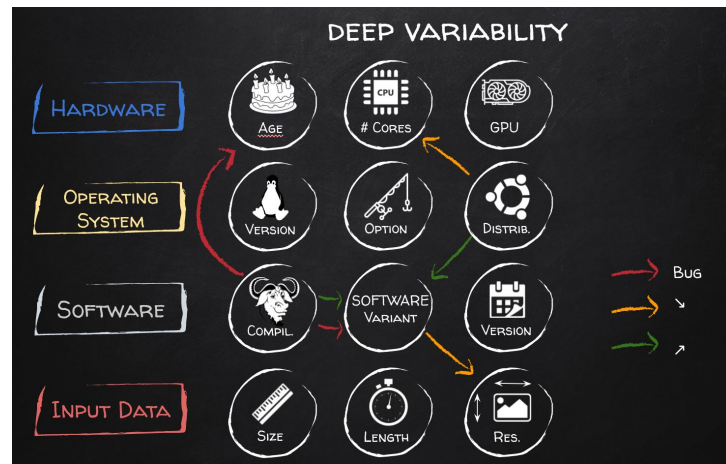 DEEP VARIABILITY
HARDWARE
AGE
CPU
# CORES
GPU
OPERATING
SYSTEM
VERSION
OPTION
DISTRIB.
BUG
↘
↗
SOFTWARE
COMPIL.
SOFTWARE
VARIANT
VERSION
INPUT DATA
SIZE
LENGTH
RES.